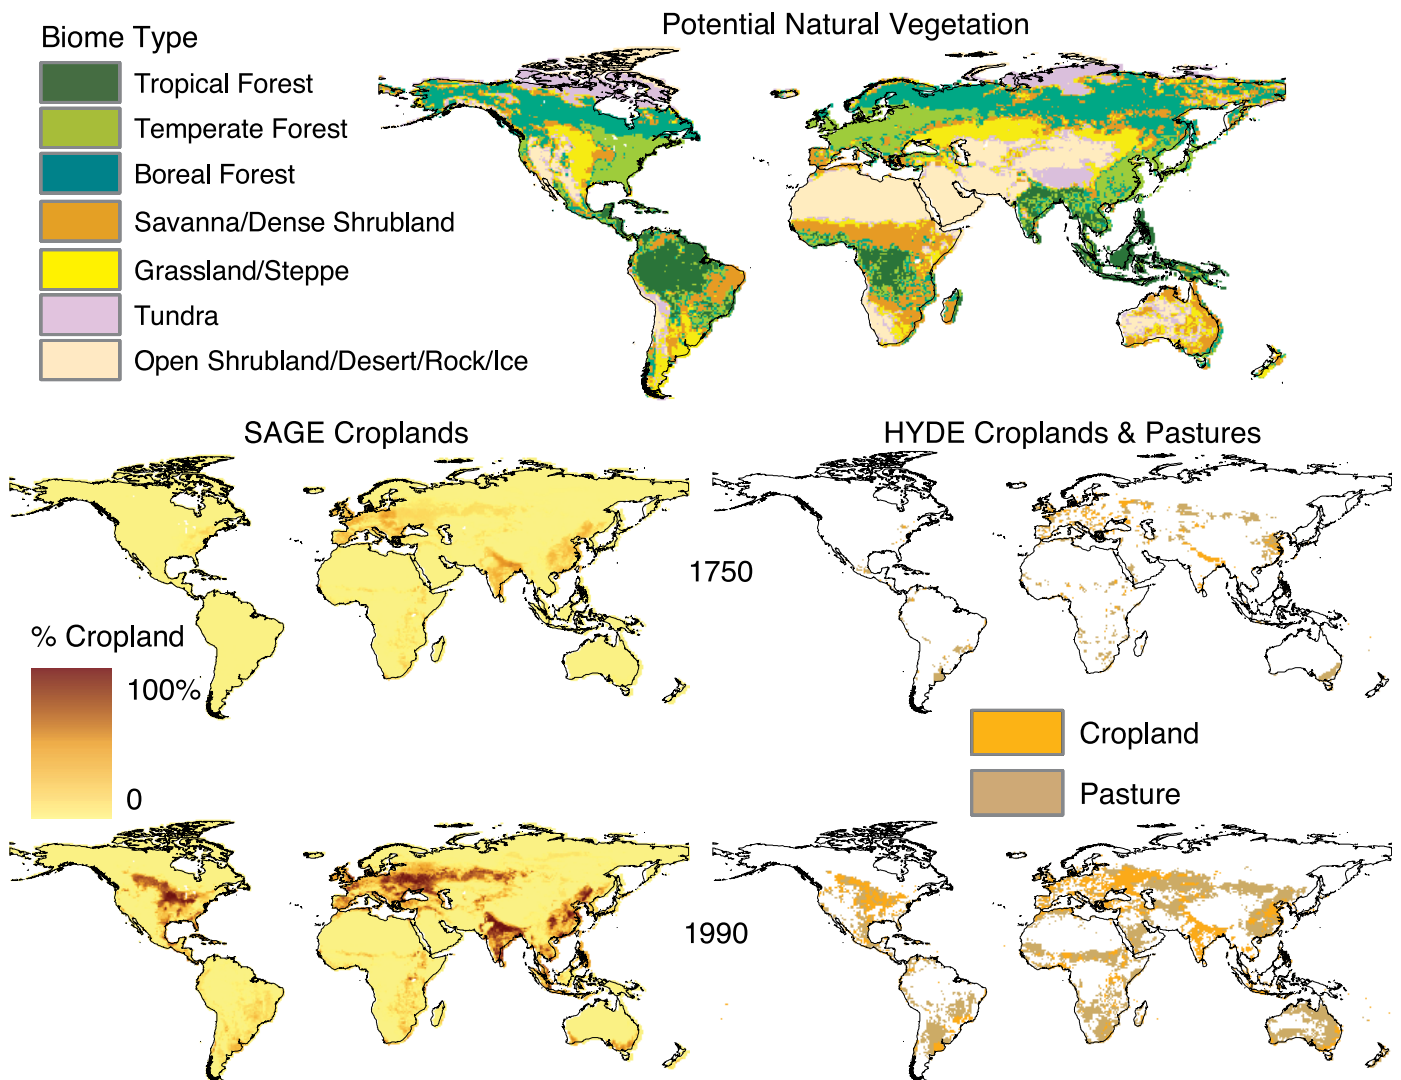 Potential Natural Vegetation
Biome Type
Tropical Forest
Temperate Forest
Boreal Forest
Savanna/Dense Shrubland
Grassland/Steppe
Tundra
Open Shrubland/Desert/Rock/Ice
SAGE Croplands
HYDE Croplands & Pastures
1750
% Cropland
100%
0
Cropland
Pasture
1990